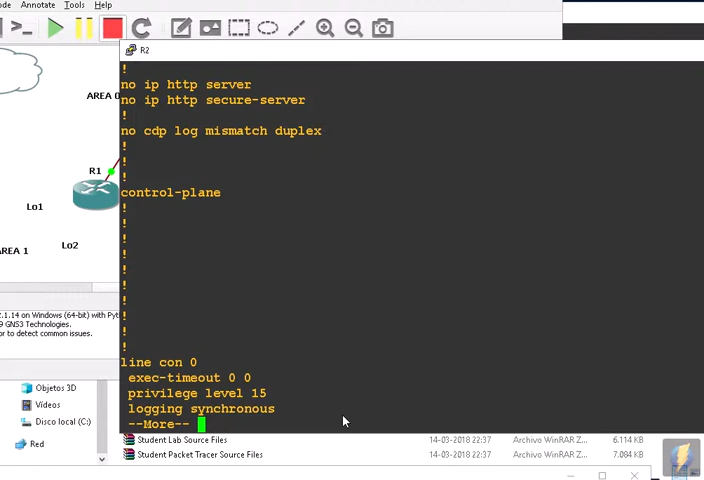 Annotate Tools Help
R2
!
no ip http server
no ip http secure-server
!
no cdp log mismatch duplex
!
!
!
control-plane
!
!
!
!
!
!
!
!
!
!
line con 0
exec-timeout 0 0
privilege level 15
logging synchronous
--More--
AREA
R1
Lo1
Lo2
AREA 1
.1.14 on Windows (64-bit) with
GNS3 Technologies.
to detect common issues.
Objetos 3D
Vídeos
Disco local (C:)
Red
Student Lab Source Files 14-03-2018 22:37 Archivo WinRAR Z... 6.114 KB
Student Packet Tracer Source Files 14-03-2018 22:37 Archivo WinRAR Z... 7.084 KB